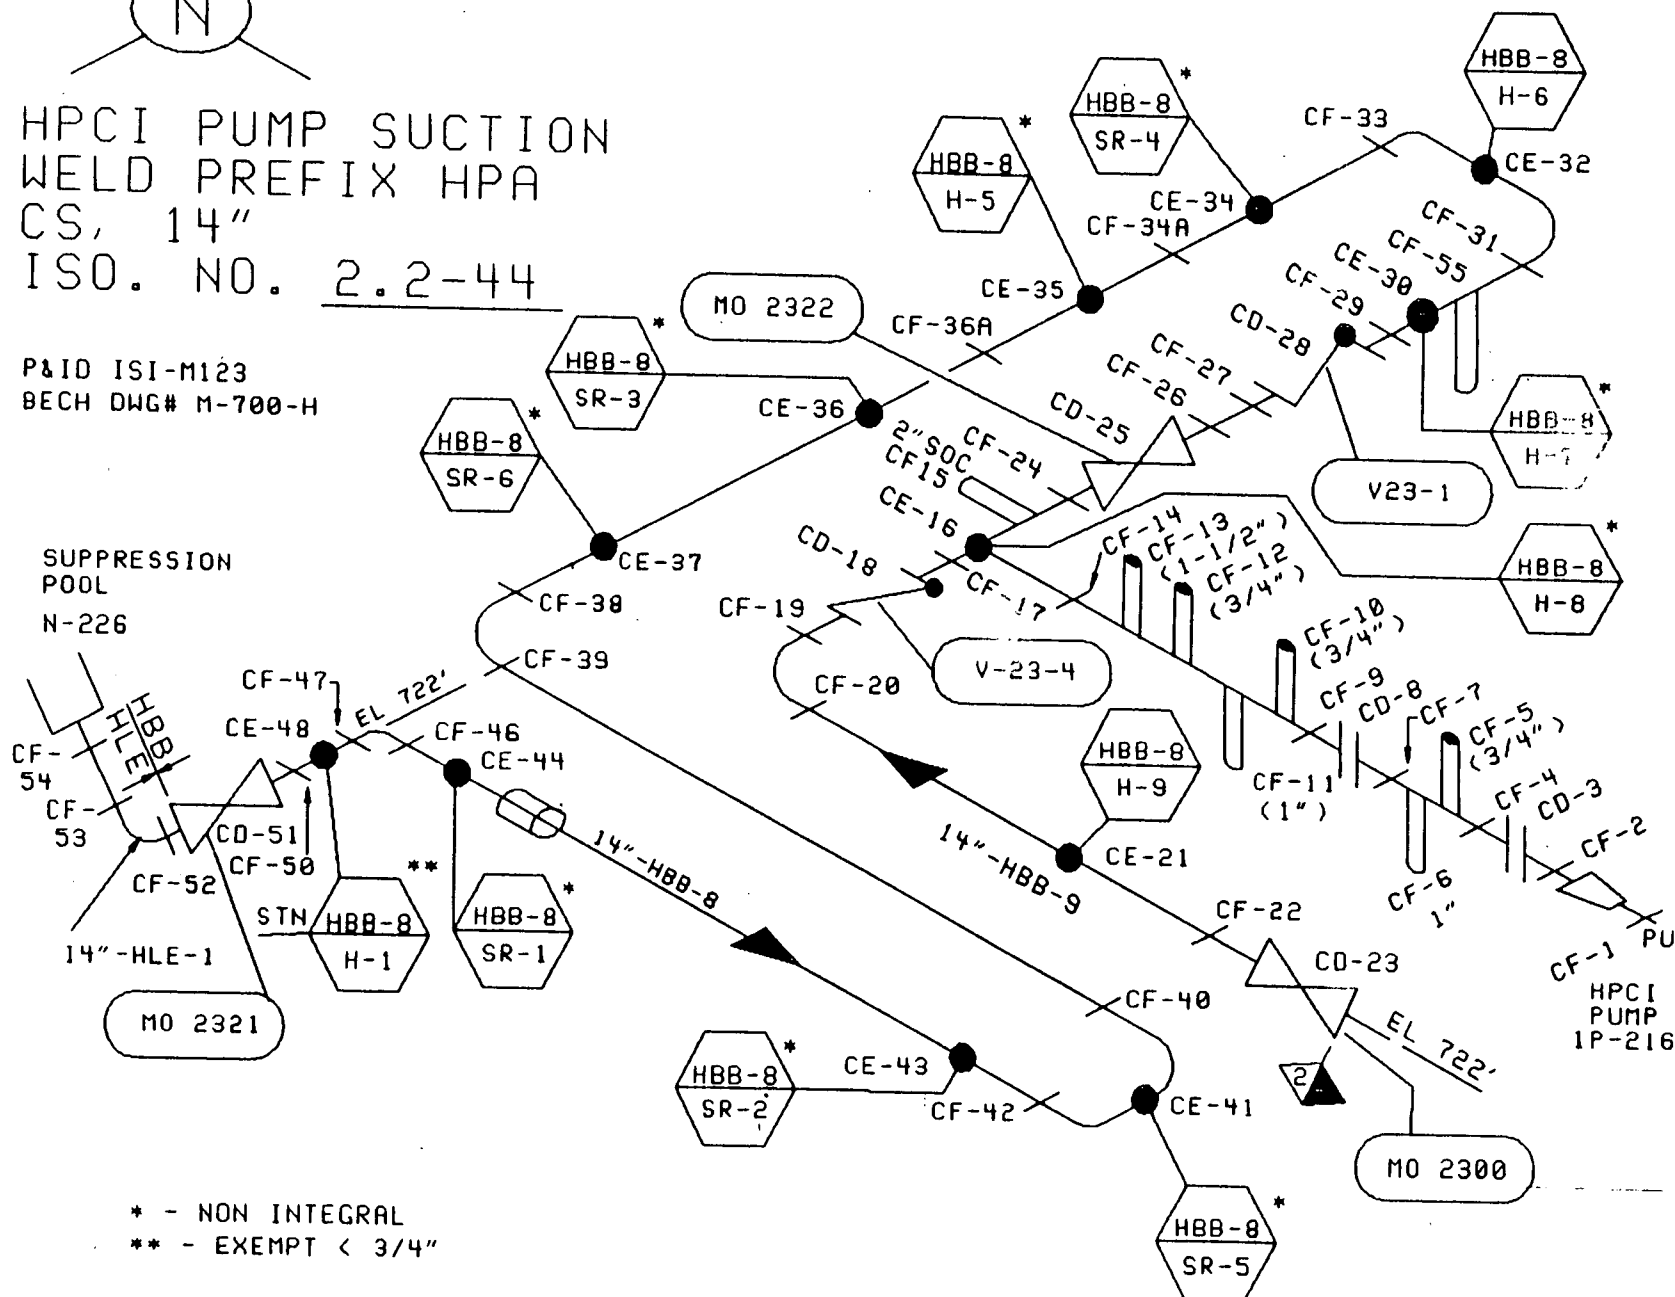 N
HPCI PUMP SUCTION
WELD PREFIX HPA
CS, 14"
ISO. NO. 2.2-44
P&ID ISI-M123
BECH DWG# M-700-H
HBB-8
H-6
*
HBB-8
SR-4
*
HBB-8
H-5
*
CF-33
CE-32
CE-34
CF-34A
CF-31
CF-55
CE-30
CF-29
CD-28
CE-35
MO 2322
CF-36A
HBB-8
SR-3
*
CE-36
CF-27
CF-26
CD-25
CF-24
2" SOC
CF15
CE-16
HBB-8
*
V23-1
HBB-8
SR-6
*
CE-37
CF-38
CF-39
CD-18
CF-17
CF-19
CF-20
V-23-4
CF-14
CF-13
(1-1/2")
CF-12
(3/4")
HBB-8
H-8
*
CF-10
(3/4")
CF-9
CD-8
CF-7
CF-5
(3/4")
CF-4
CD-3
CF-2
CF-11
(1")
CF-6
1"
CF-1
PU
HPCI
PUMP
1P-216
SUPPRESSION
POOL
N-226
HBB
HLE
CF-
54
CF-
53
CF-47
CE-48
EL 722'
CF-46
CE-44
CD-51
CF-50
CF-52
14"-HLE-1
MO 2321
STN
HBB-8
H-1
**
HBB-8
SR-1
*
14"-HBB-8
HBB-8
H-9
14"-HBB-9
CE-21
CF-22
CD-23
EL 722'
2
MO 2300
CF-40
HBB-8
SR-2
*
CE-43
CF-42
CE-41
HBB-8
SR-5
*
* - NON INTEGRAL
** - EXEMPT < 3/4"